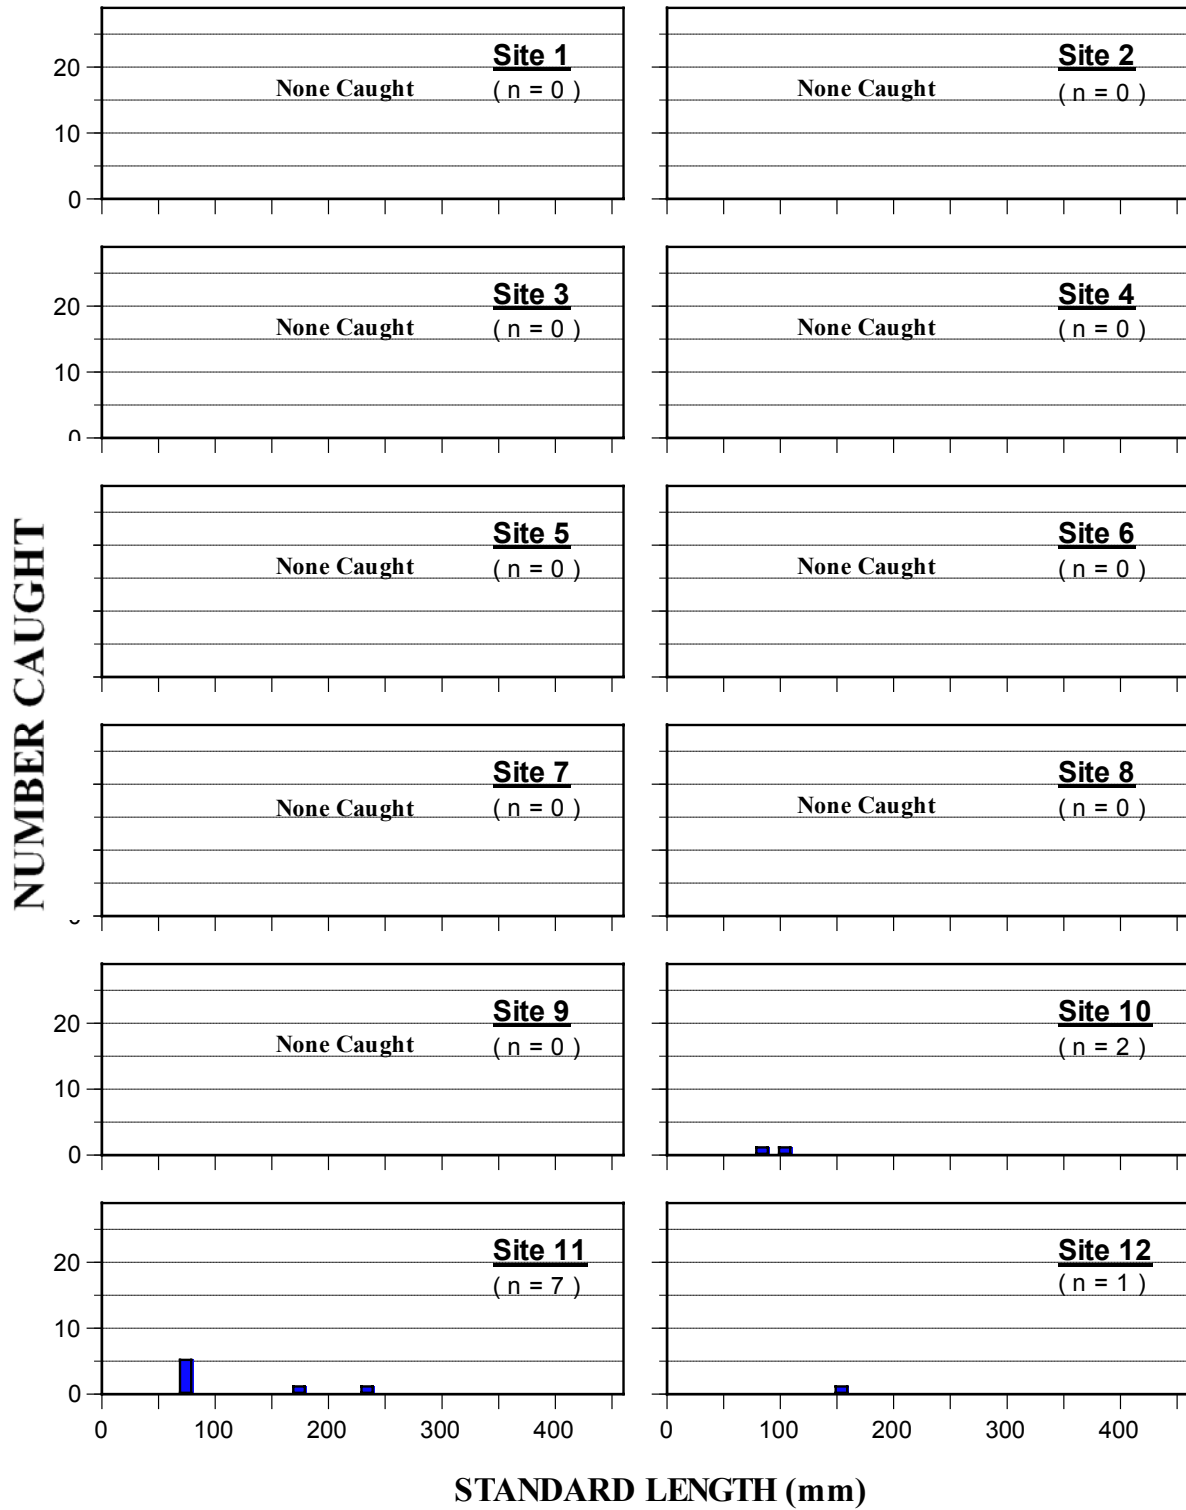 Site 1
20
None Caught
( n = 0 )
10
0
Site 2
None Caught
( n = 0 )
Site 3
20
None Caught
( n = 0 )
10
0
Site 4
None Caught
( n = 0 )
NUMBER CAUGHT
Site 5
None Caught
( n = 0 )
Site 6
None Caught
( n = 0 )
Site 7
None Caught
( n = 0 )
Site 8
None Caught
( n = 0 )
Site 9
20
None Caught
( n = 0 )
10
0
Site 10
( n = 2 )
Site 11
20
( n = 7 )
10
0
0 100 200 300 400
Site 12
( n = 1 )
0 100 200 300 400
STANDARD LENGTH (mm)